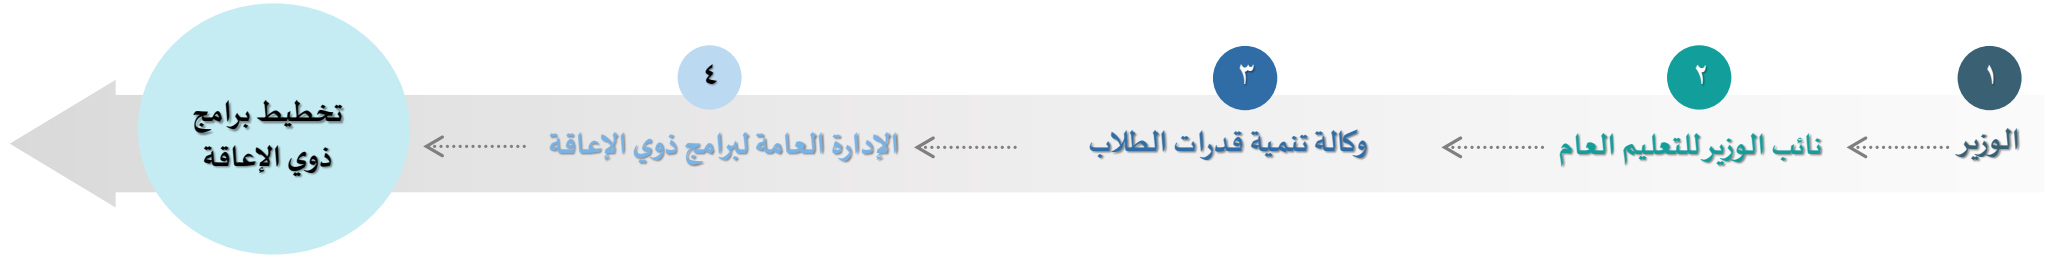 ١
الوزير
٢
نائب الوزير للتعليم العام
٣
وكالة تنمية قدرات الطلاب
٤
الإدارة العامة لبرامج ذوي الإعاقة
تخطيط برامج
ذوي الإعاقة